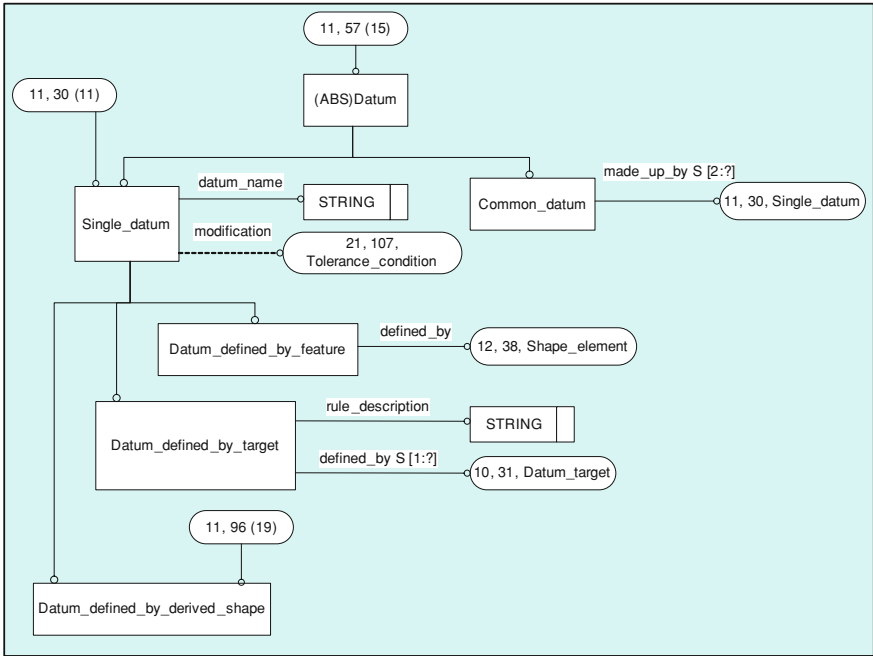 11, 57 (15)
(ABS)Datum
11, 30 (11)
datum_name
STRING
Single_datum
modification
21, 107,
Tolerance_condition
Common_datum
made_up_by S [2:?]
11, 30, Single_datum
Datum_defined_by_feature
defined_by
12, 38, Shape_element
Datum_defined_by_target
rule_description
STRING
defined_by S [1:?]
10, 31, Datum_target
11, 96 (19)
Datum_defined_by_derived_shape